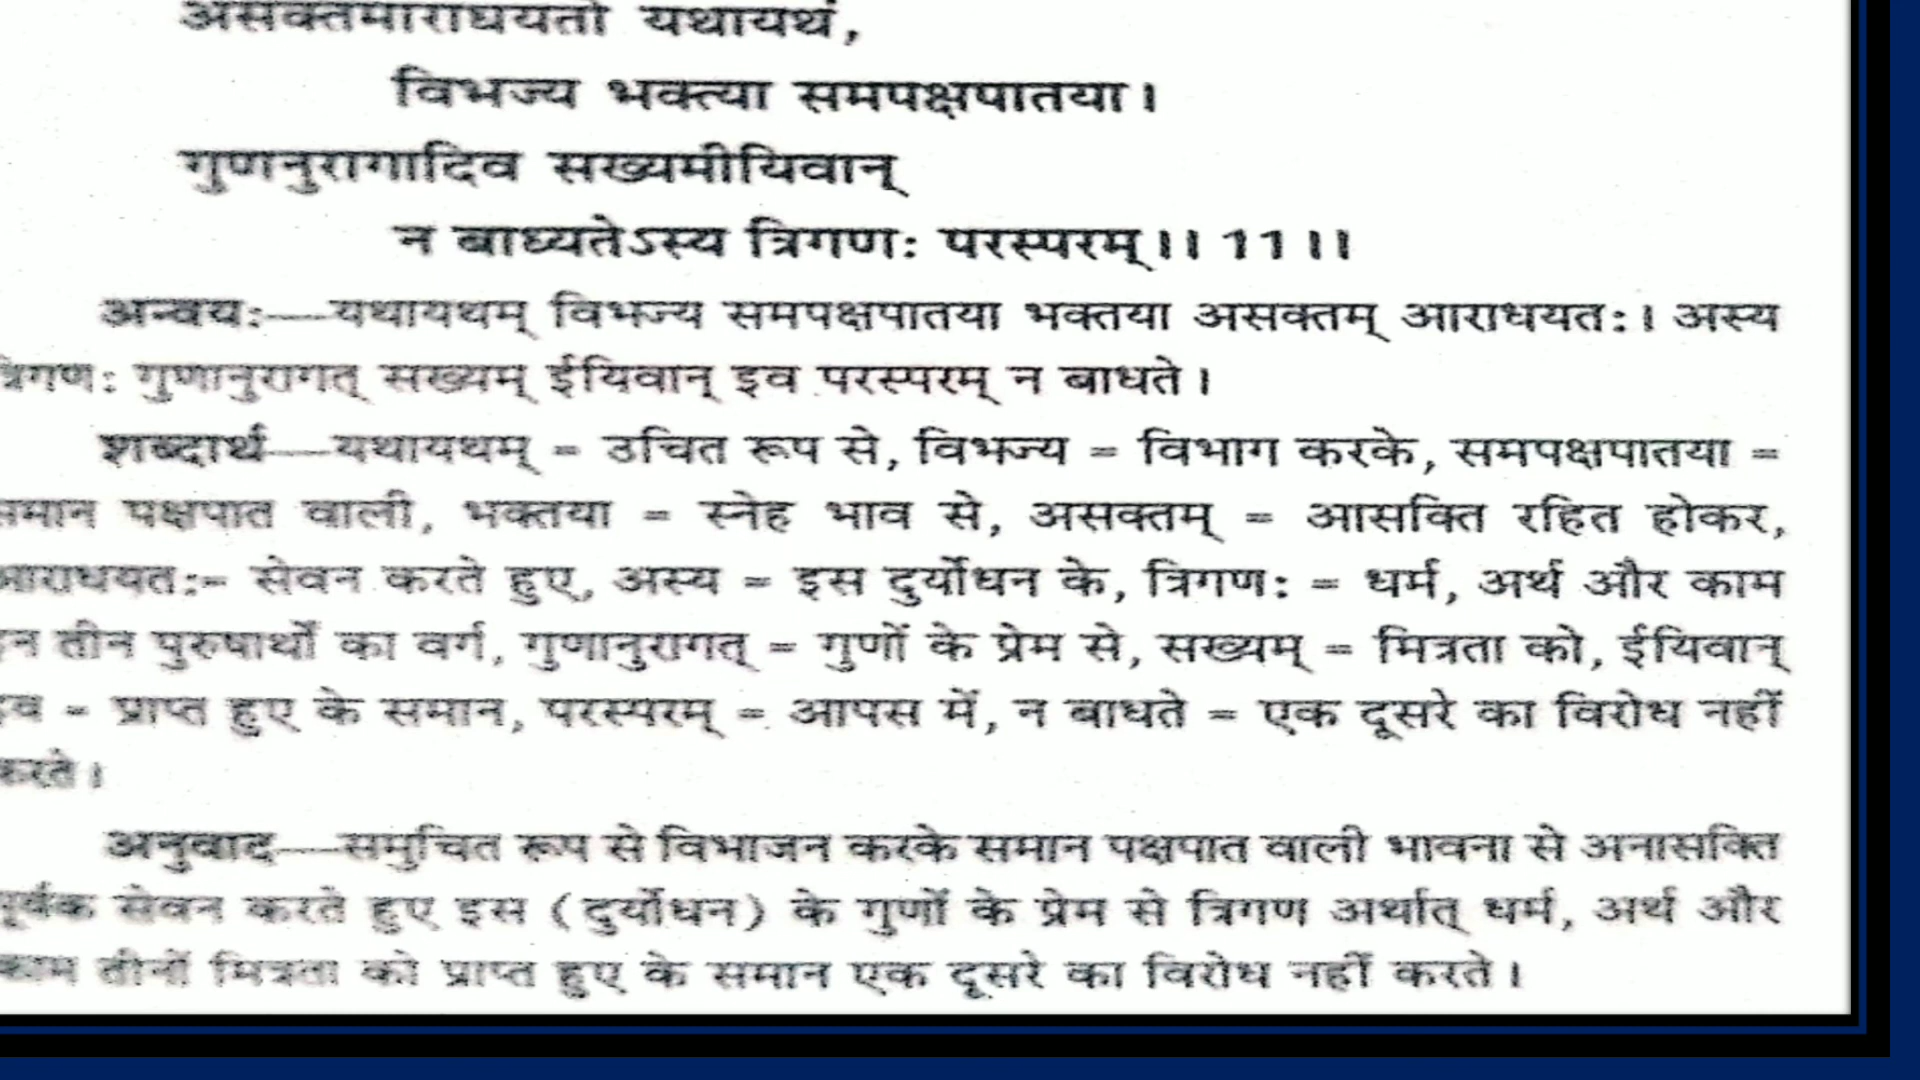 असक्तमाराधयतो यथायथं,
विभज्य भक्त्या समपक्षपातया।
गुणनुरागादिव सख्यमीयिवान्
न बाध्यतेऽस्य त्रिगणः परस्परम्।। 11।।
अन्वयः—यथायथम् विभज्य समपक्षपातया भक्तया असक्तम् आराधयतः। अस्य
त्रिगणः गुणानुरागत् सख्यम् ईयिवान् इव परस्परम् न बाधते।
शब्दार्थ—यथायथम् = उचित रूप से, विभज्य = विभाग करके, समपक्षपातया =
समान पक्षपात वाली, भक्तया = स्नेह भाव से, असक्तम् = आसक्ति रहित होकर,
आराधयतः= सेवन करते हुए, अस्य = इस दुर्योधन के, त्रिगणः = धर्म, अर्थ और काम
इन तीन पुरुषार्थों का वर्ग, गुणानुरागत् = गुणों के प्रेम से, सख्यम् = मित्रता को, ईयिवान्
इव = प्राप्त हुए के समान, परस्परम् = आपस में, न बाधते = एक दूसरे का विरोध नहीं
करते।
अनुवाद—समुचित रूप से विभाजन करके समान पक्षपात वाली भावना से अनासक्ति
पूर्वक सेवन करते हुए इस (दुर्योधन) के गुणों के प्रेम से त्रिगण अर्थात् धर्म, अर्थ और
काम तीनों मित्रता को प्राप्त हुए के समान एक दूसरे का विरोध नहीं करते।